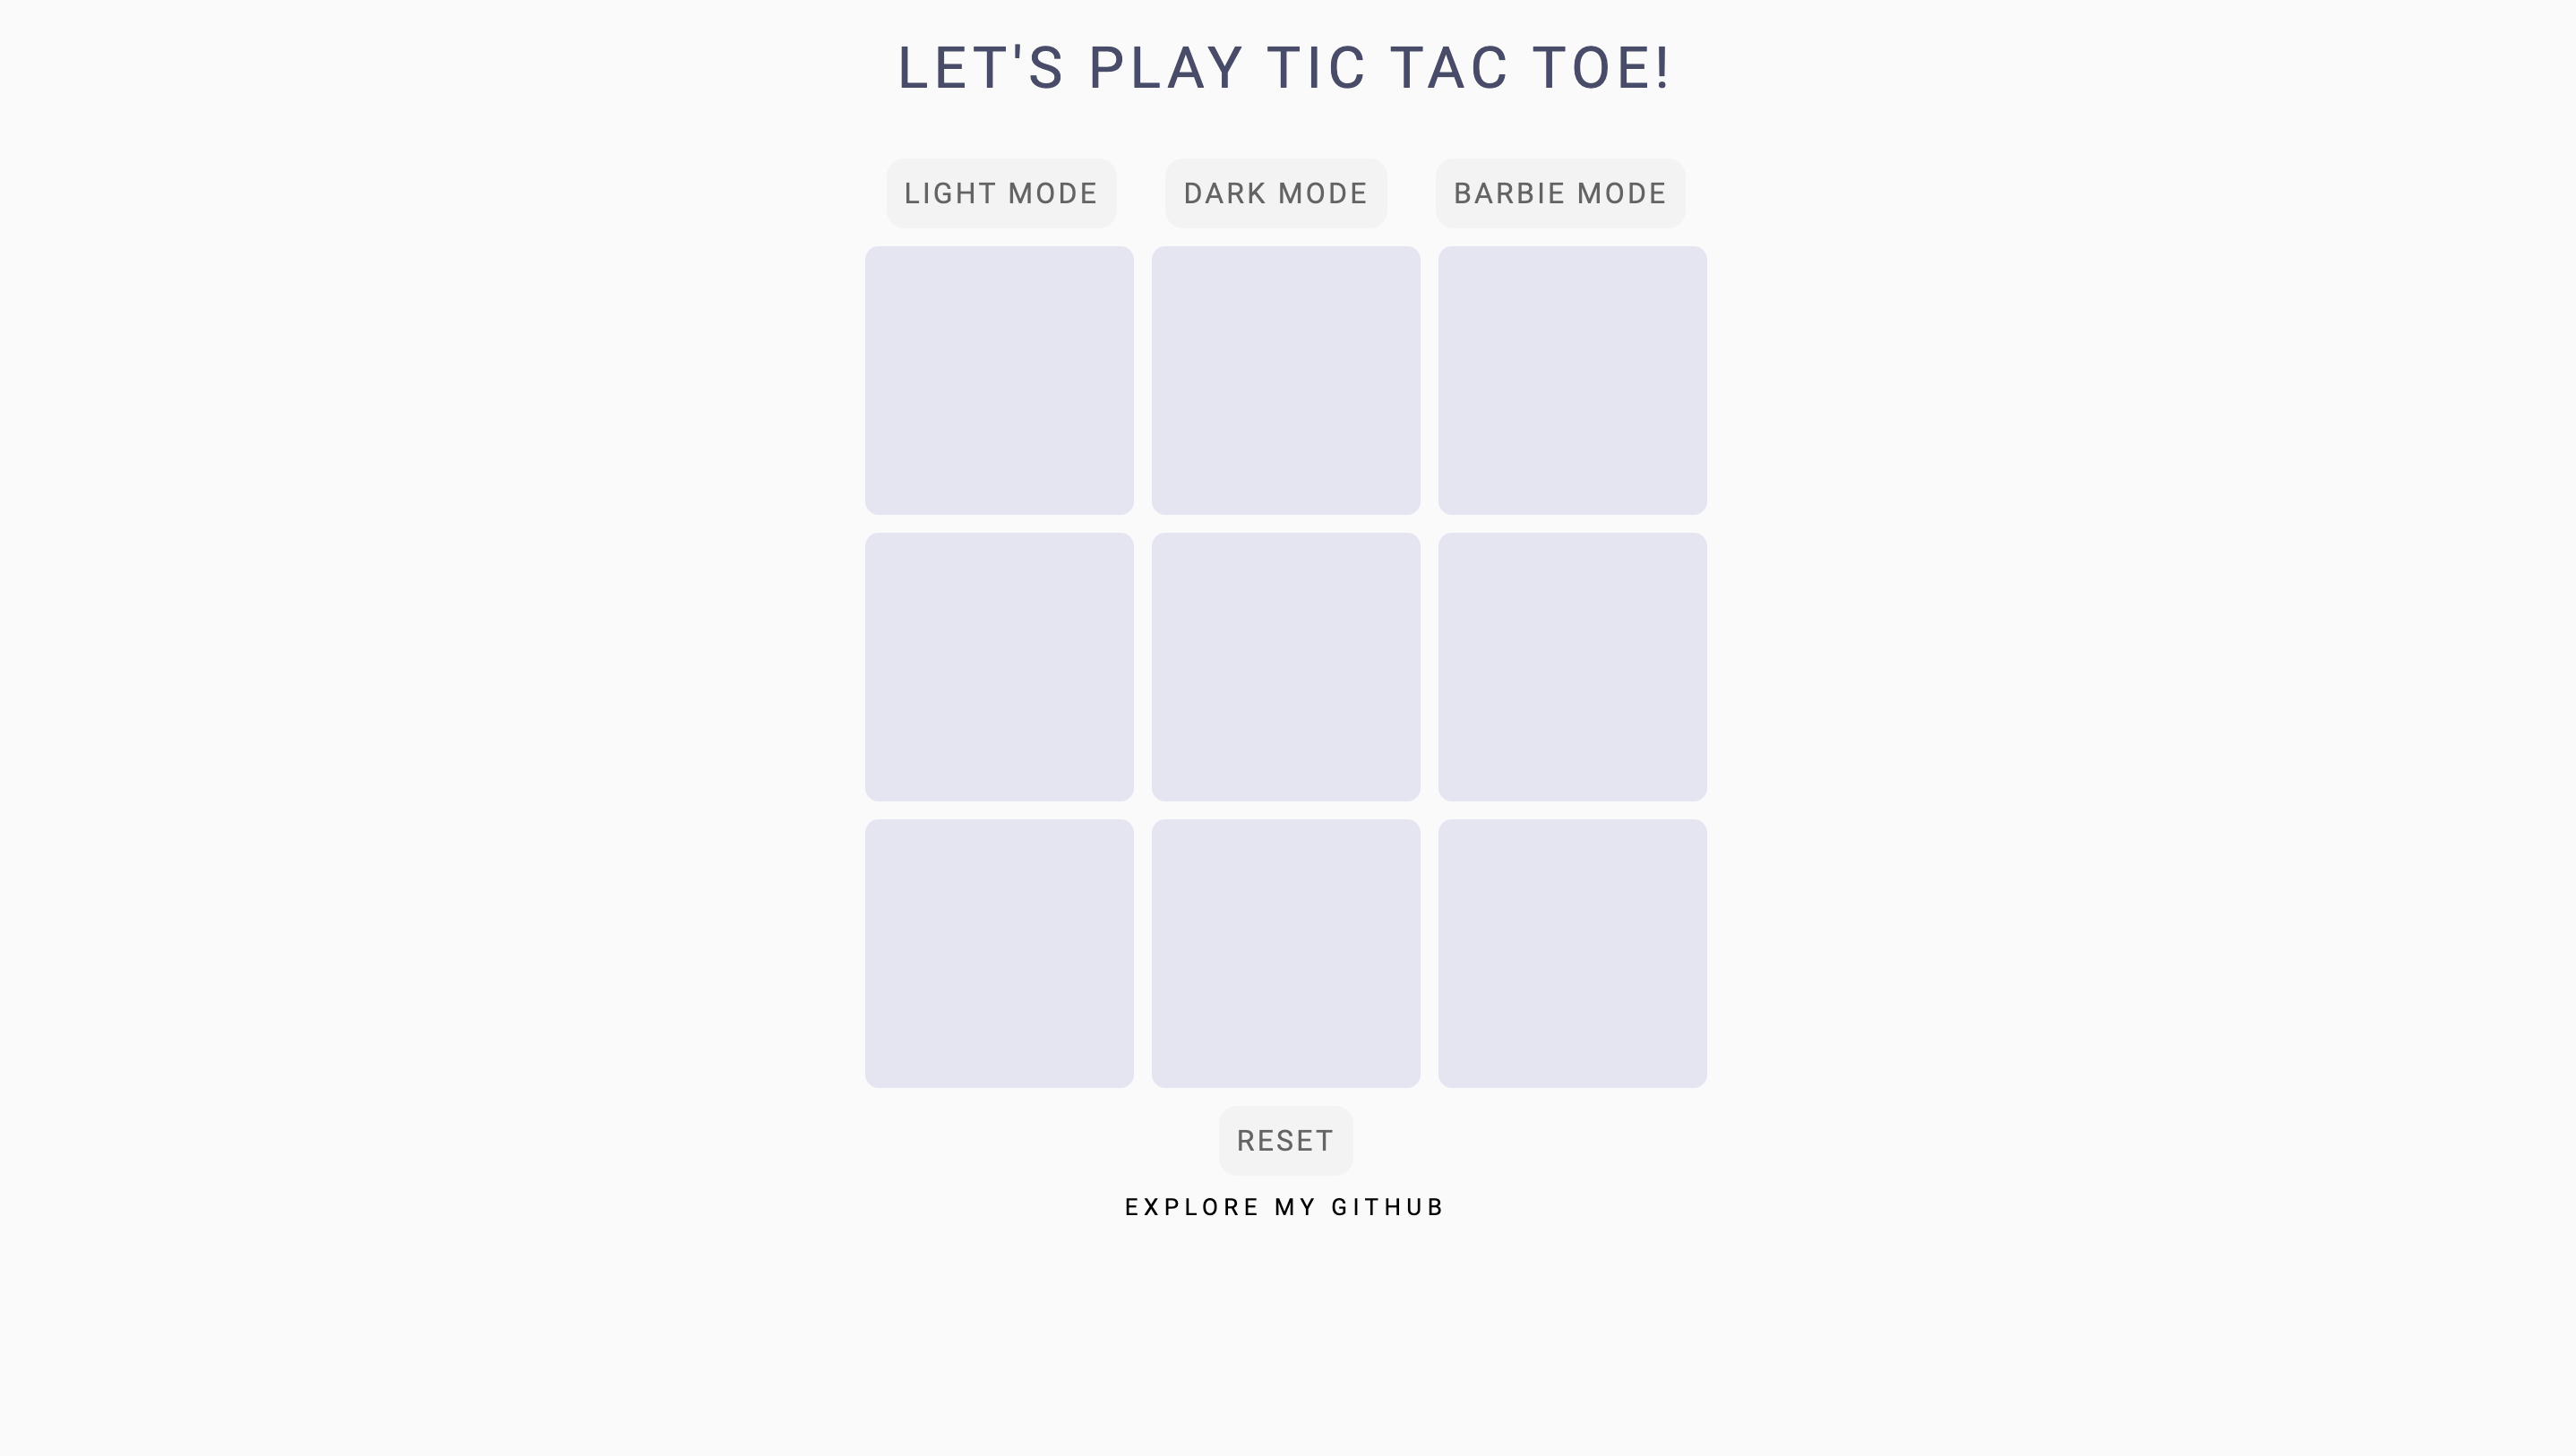 LET'S PLAY TIC TAC TOE!
LIGHT MODE
DARK MODE
BARBIE MODE
RESET
EXPLORE MY GITHUB